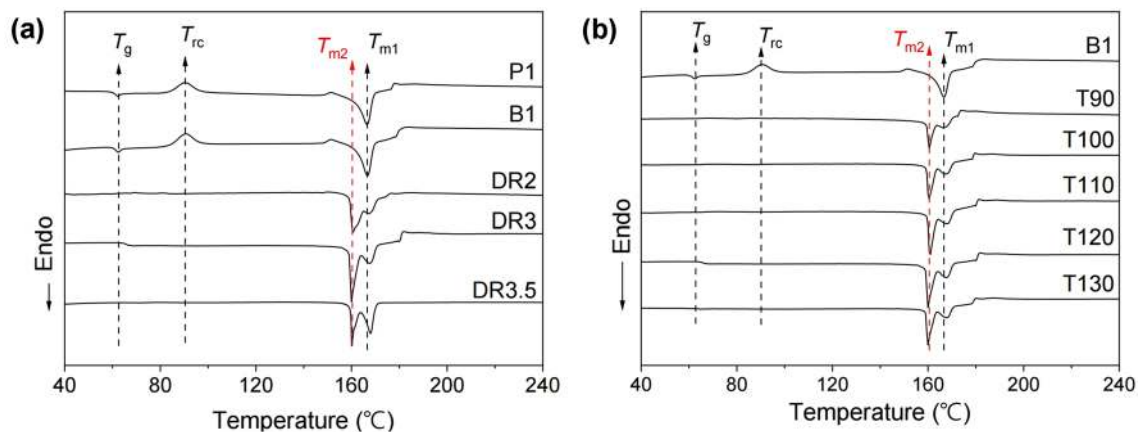 (a)
Tg
Trc
Tm2
Tm1
P1
B1
DR2
DR3
DR3.5
Endo
40
80
120
160
200
240
Temperature (℃)
(b)
Tg
Trc
Tm2
Tm1
B1
T90
T100
T110
T120
T130
Endo
40
80
120
160
200
240
Temperature (℃)